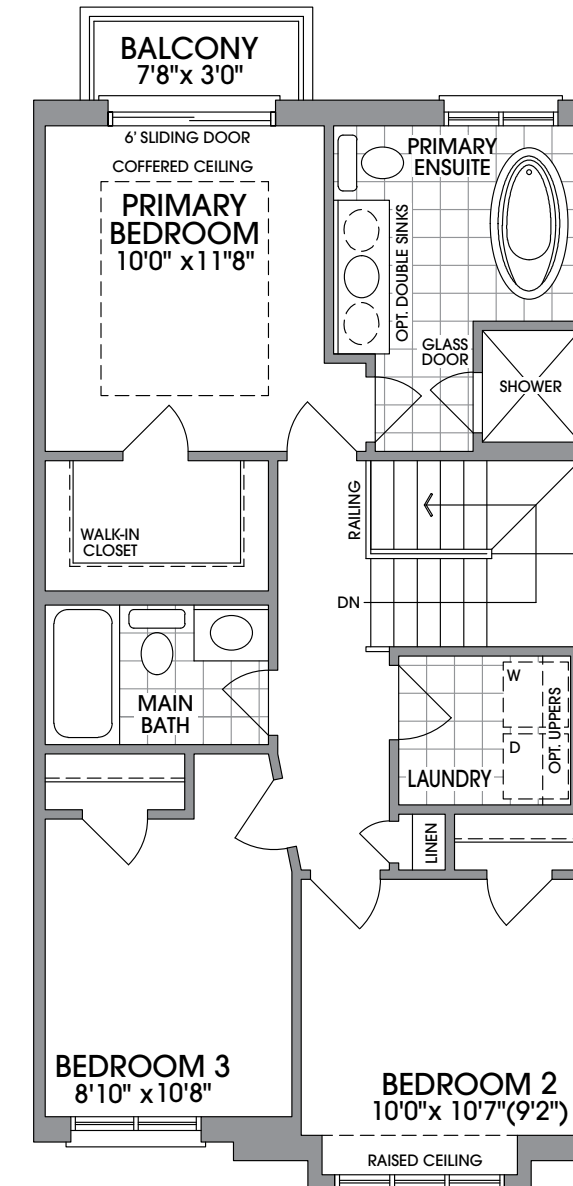 BALCONY
7'8"x 3'0"
6' SLIDING DOOR
COFFERED CEILING
PRIMARY
BEDROOM
10'0" x11"8"
PRIMARY
ENSUITE
OPT. DOUBLE SINKS
GLASS
DOOR
SHOWER
WALK-IN
CLOSET
RAILING
DN
MAIN
BATH
W
D
OPT. UPPERS
LAUNDRY
LINEN
BEDROOM 3
8'10" x10'8"
BEDROOM 2
10'0"x 10'7"(9'2")
RAISED CEILING